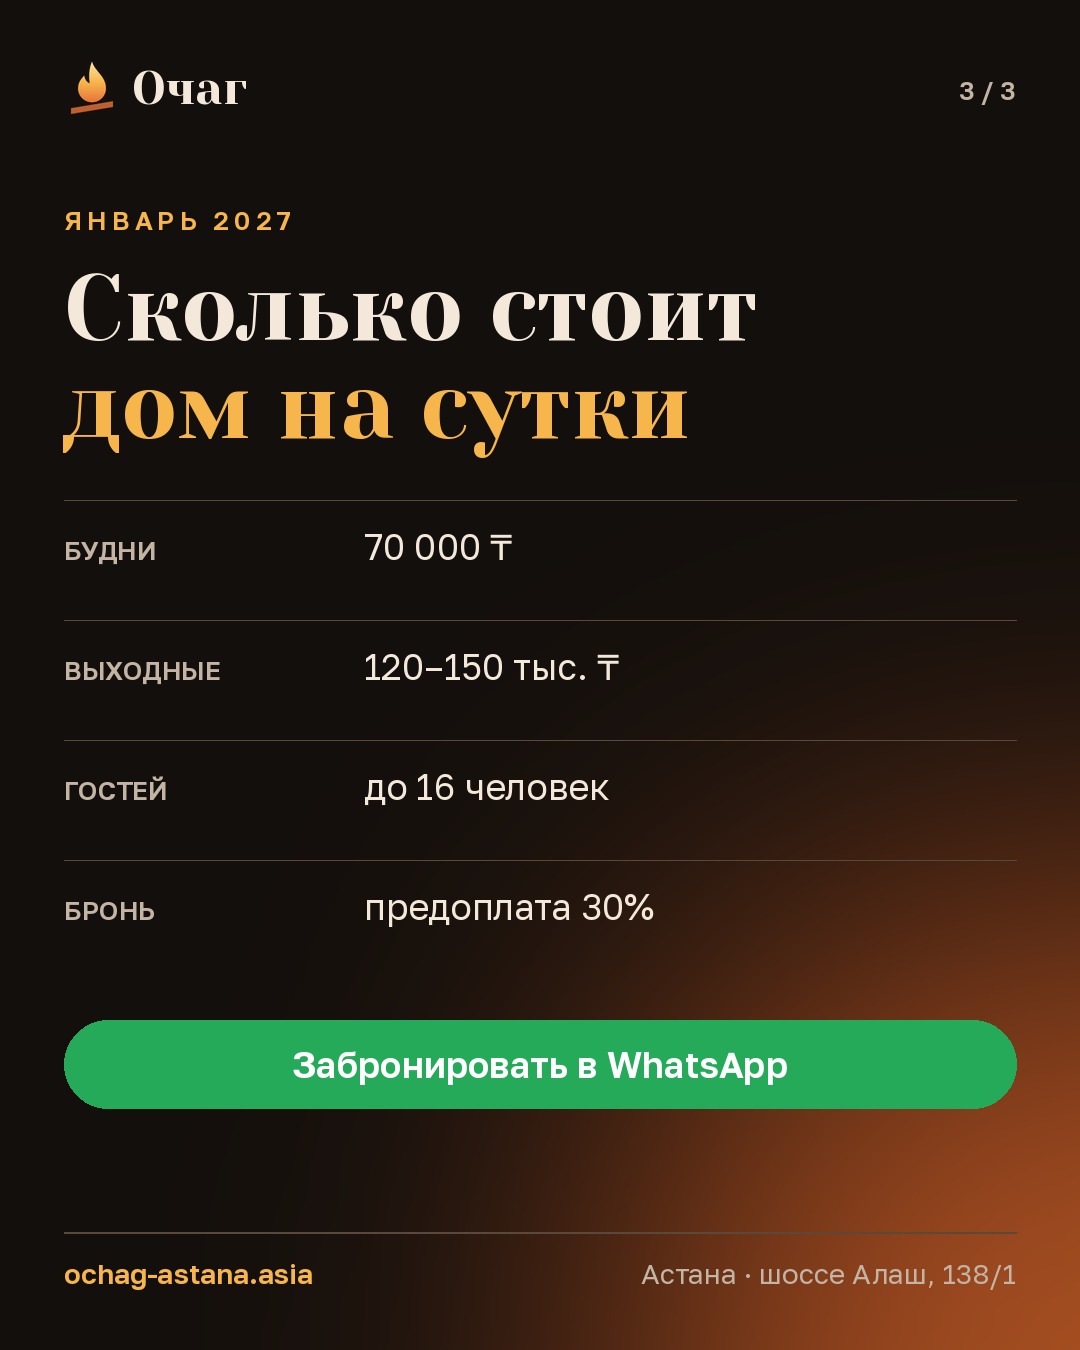 Очаг
3 / 3
ЯНВАРЬ 2027
Сколько стоит
дом на сутки
БУДНИ 70 000 ₸
ВЫХОДНЫЕ 120–150 тыс. ₸
ГОСТЕЙ до 16 человек
БРОНЬ предоплата 30%
Забронировать в WhatsApp
ochag-astana.asia Астана · шоссе Алаш, 138/1